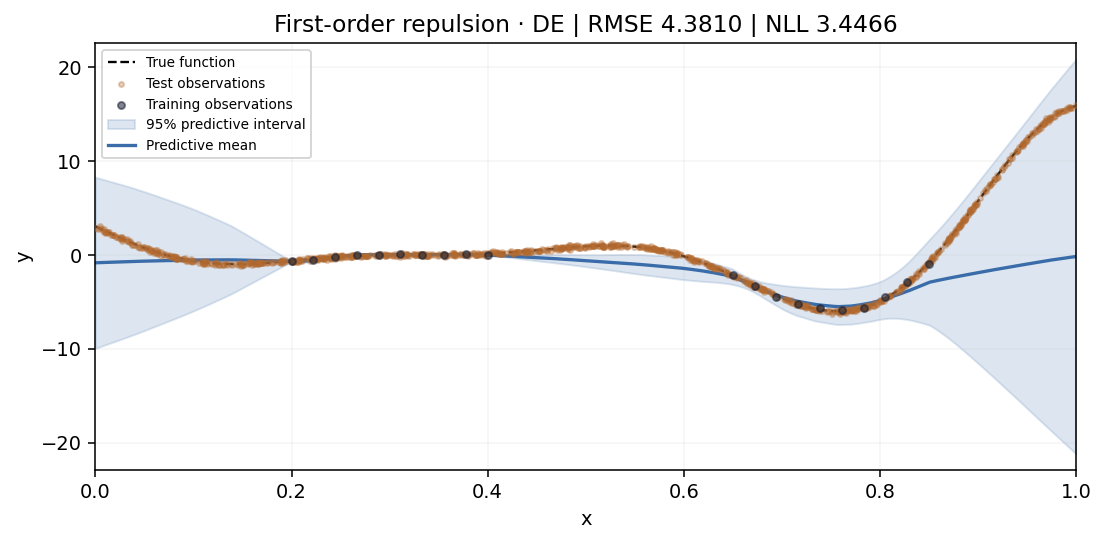 First-order repulsion · DE | RMSE 4.3810 | NLL 3.4466
True function
Test observations
Training observations
95% predictive interval
Predictive mean
20
10
0
−10
−20
y
0.0 0.2 0.4 0.6 0.8 1.0
x